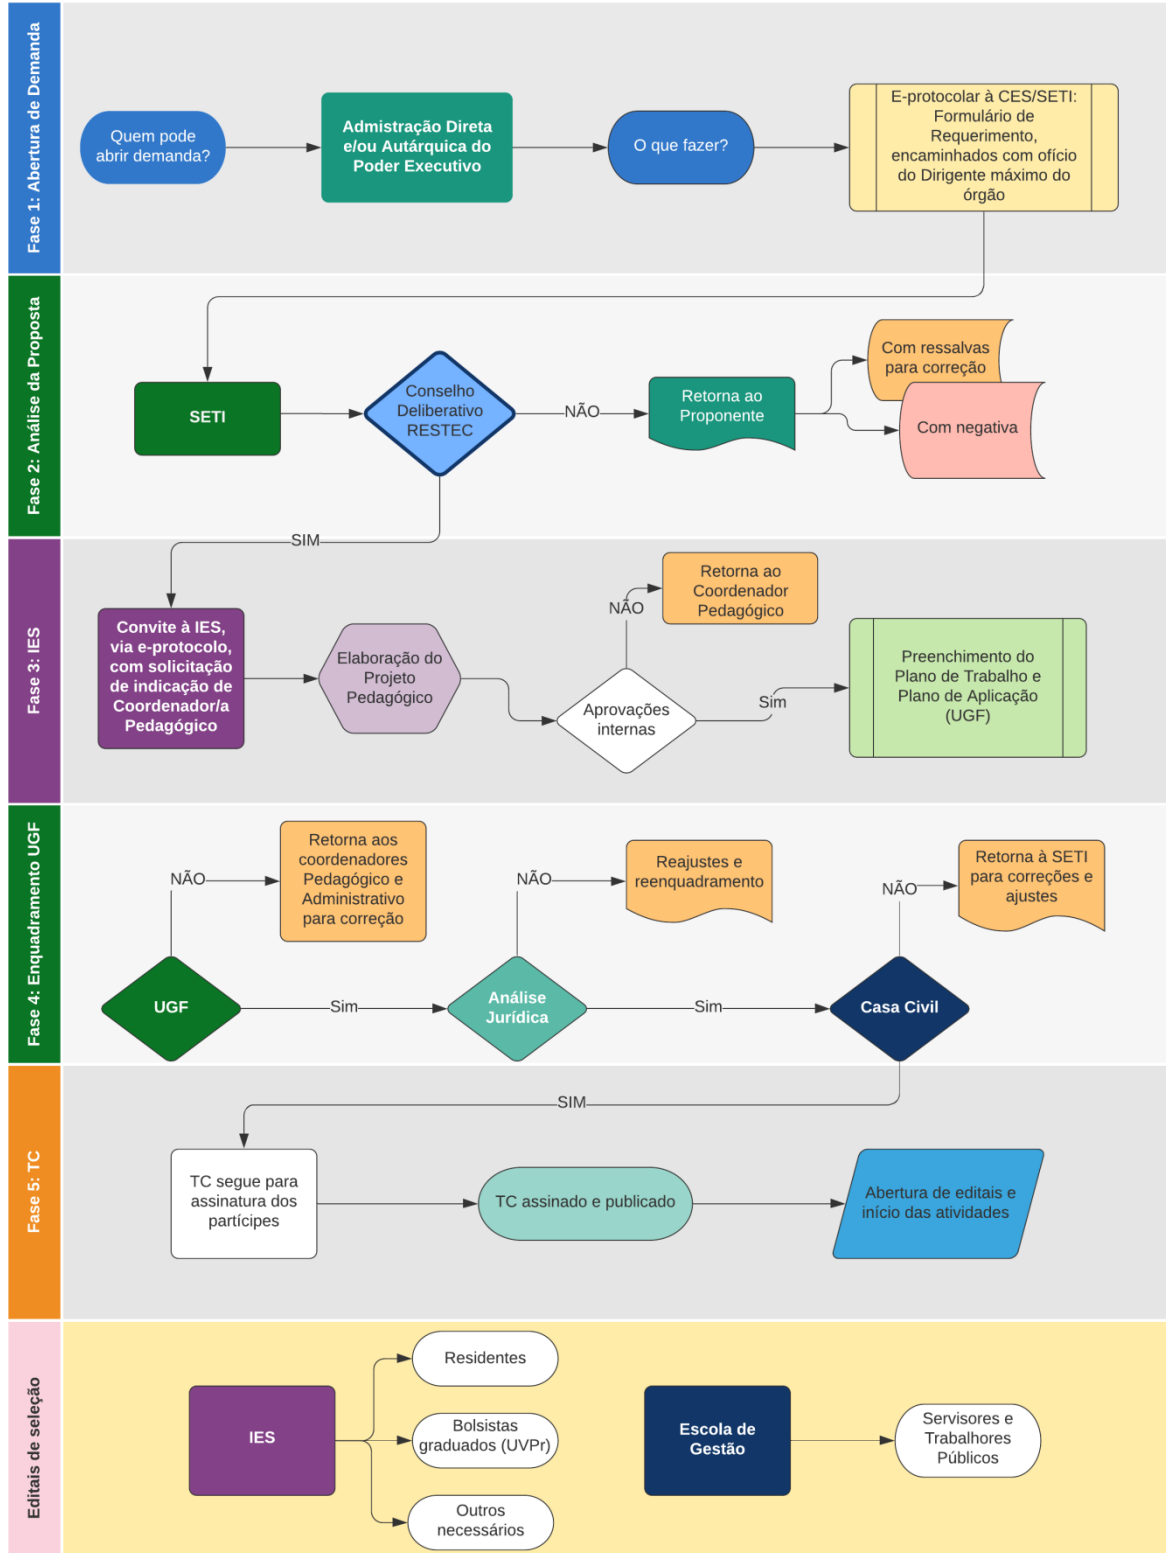 Fase 1: Abertura de Demanda
Quem pode
abrir demanda?
Admistração Direta
e/ou Autárquica do
Poder Executivo
O que fazer?
E-protocolar à CES/SETI:
Formulário de
Requerimento,
encaminhados com ofício
do Dirigente máximo do
órgão
Fase 2: Análise da Proposta
SETI
Conselho
Deliberativo
RESTEC
NÃO
Retorna ao
Proponente
Com ressalvas
para correção
Com negativa
SIM
Fase 3: IES
Convite à IES,
via e-protocolo,
com solicitação
de indicação de
Coordenador/a
Pedagógico
Elaboração do
Projeto
Pedagógico
Aprovações
internas
NÃO
Retorna ao
Coordenador
Pedagógico
Sim
Preenchimento do
Plano de Trabalho e
Plano de Aplicação
(UGF)
Fase 4: Enquadramento UGF
UGF
NÃO
Retorna aos
coordenadores
Pedagógico e
Administrativo
para correção
Sim
Análise
Jurídica
NÃO
Reajustes e
reenquadramento
Sim
Casa Civil
NÃO
Retorna à SETI
para correções e
ajustes
SIM
Fase 5: TC
TC segue para
assinatura dos
partícipes
TC assinado e publicado
Abertura de editais e
início das atividades
Editais de seleção
IES
Residentes
Bolsistas
graduados (UVPr)
Outros
necessários
Escola de
Gestão
Servisores e
Trabalhores
Públicos